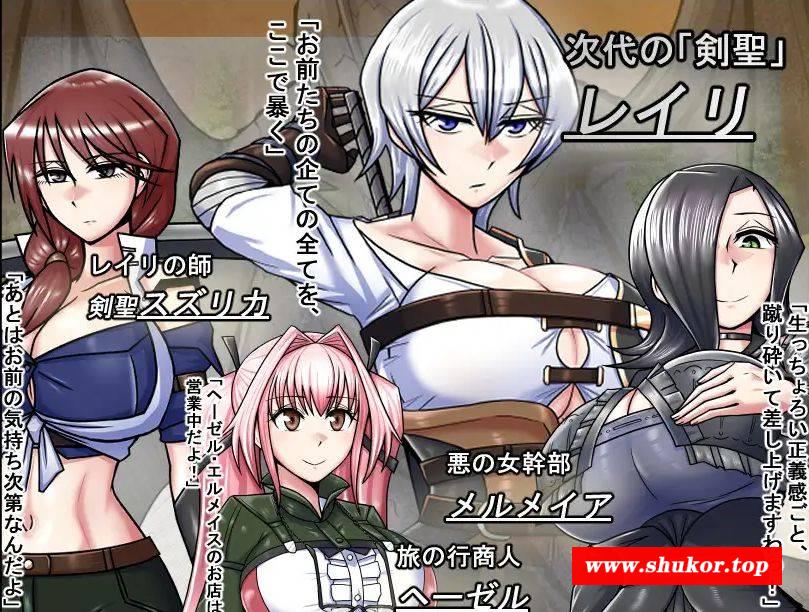 次代の「剣聖」
レイリ
「お前たちの企ての全てを、
ここで暴く」
レイリの師
剣聖スズリカ
「あとはお前の気持ち次第なんだよ」
「生っちょろい正義感ごと、
蹴り砕いて差し上げますね
！」
悪の女幹部
メルメイア
「ヘーゼル・エルメイスのお店は
営業中だよ！」
旅の行商人
ヘーゼル
www.shukor.top